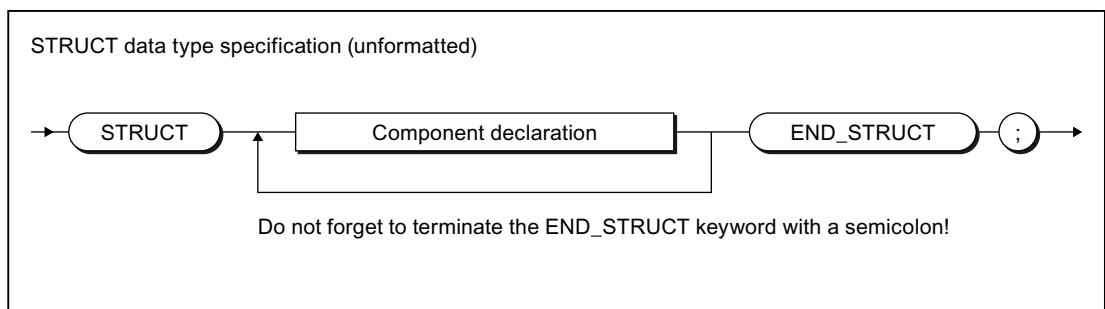 STRUCT data type specification (unformatted)
STRUCT Component declaration END_STRUCT ;
Do not forget to terminate the END_STRUCT keyword with a semicolon!